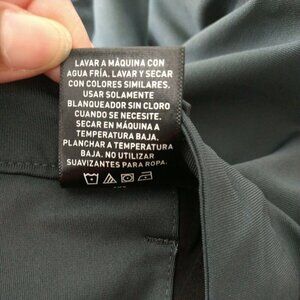 LAVAR A MÁQUINA CON
AGUA FRÍA. LAVAR Y SECAR
CON COLORES SIMILARES.
USAR SOLAMENTE
BLANQUEADOR SIN CLORO
CUANDO SE NECESITE.
SECAR EN MÁQUINA A
TEMPERATURA BAJA.
PLANCHAR A TEMPERATURA
BAJA. NO UTILIZAR
SUAVIZANTES PARA ROPA.